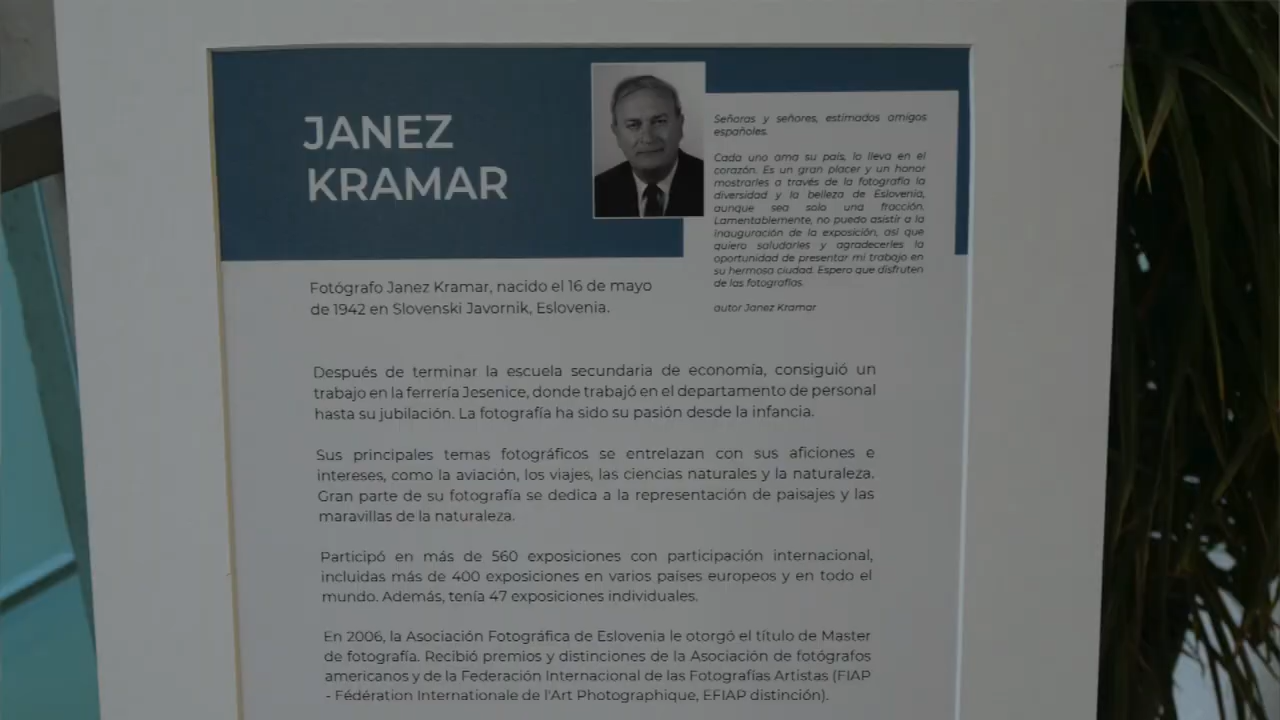 JANEZ
KRAMAR
Señoras y señores, estimados amigos
españoles.
Cada uno ama su país, lo lleva en el
corazón. Es un gran placer y un honor
mostrarles a través de la fotografía la
diversidad y la belleza de Eslovenia,
aunque sea solo una fracción.
Lamentablemente, no puedo asistir a la
inauguración de la exposición, así que
quiero saludarles y agradecerles la
oportunidad de presentar mi trabajo en
su hermosa ciudad. Espero que disfruten
de las fotografías.
autor Janez Kramar
Fotógrafo Janez Kramar, nacido el 16 de mayo
de 1942 en Slovenski Javornik, Eslovenia.
Después de terminar la escuela secundaria de economía, consiguió un
trabajo en la ferrería Jesenice, donde trabajó en el departamento de personal
hasta su jubilación. La fotografía ha sido su pasión desde la infancia.
Sus principales temas fotográficos se entrelazan con sus aficiones e
intereses, como la aviación, los viajes, las ciencias naturales y la naturaleza.
Gran parte de su fotografía se dedica a la representación de paisajes y las
maravillas de la naturaleza.
Participó en más de 560 exposiciones con participación internacional,
incluidas más de 400 exposiciones en varios países europeos y en todo el
mundo. Además, tenía 47 exposiciones individuales.
En 2006, la Asociación Fotográfica de Eslovenia le otorgó el título de Master
de fotografía. Recibió premios y distinciones de la Asociación de fotógrafos
americanos y de la Federación Internacional de las Fotografías Artistas (FIAP
- Fédération Internationale de l'Art Photographique, EFIAP distinción).